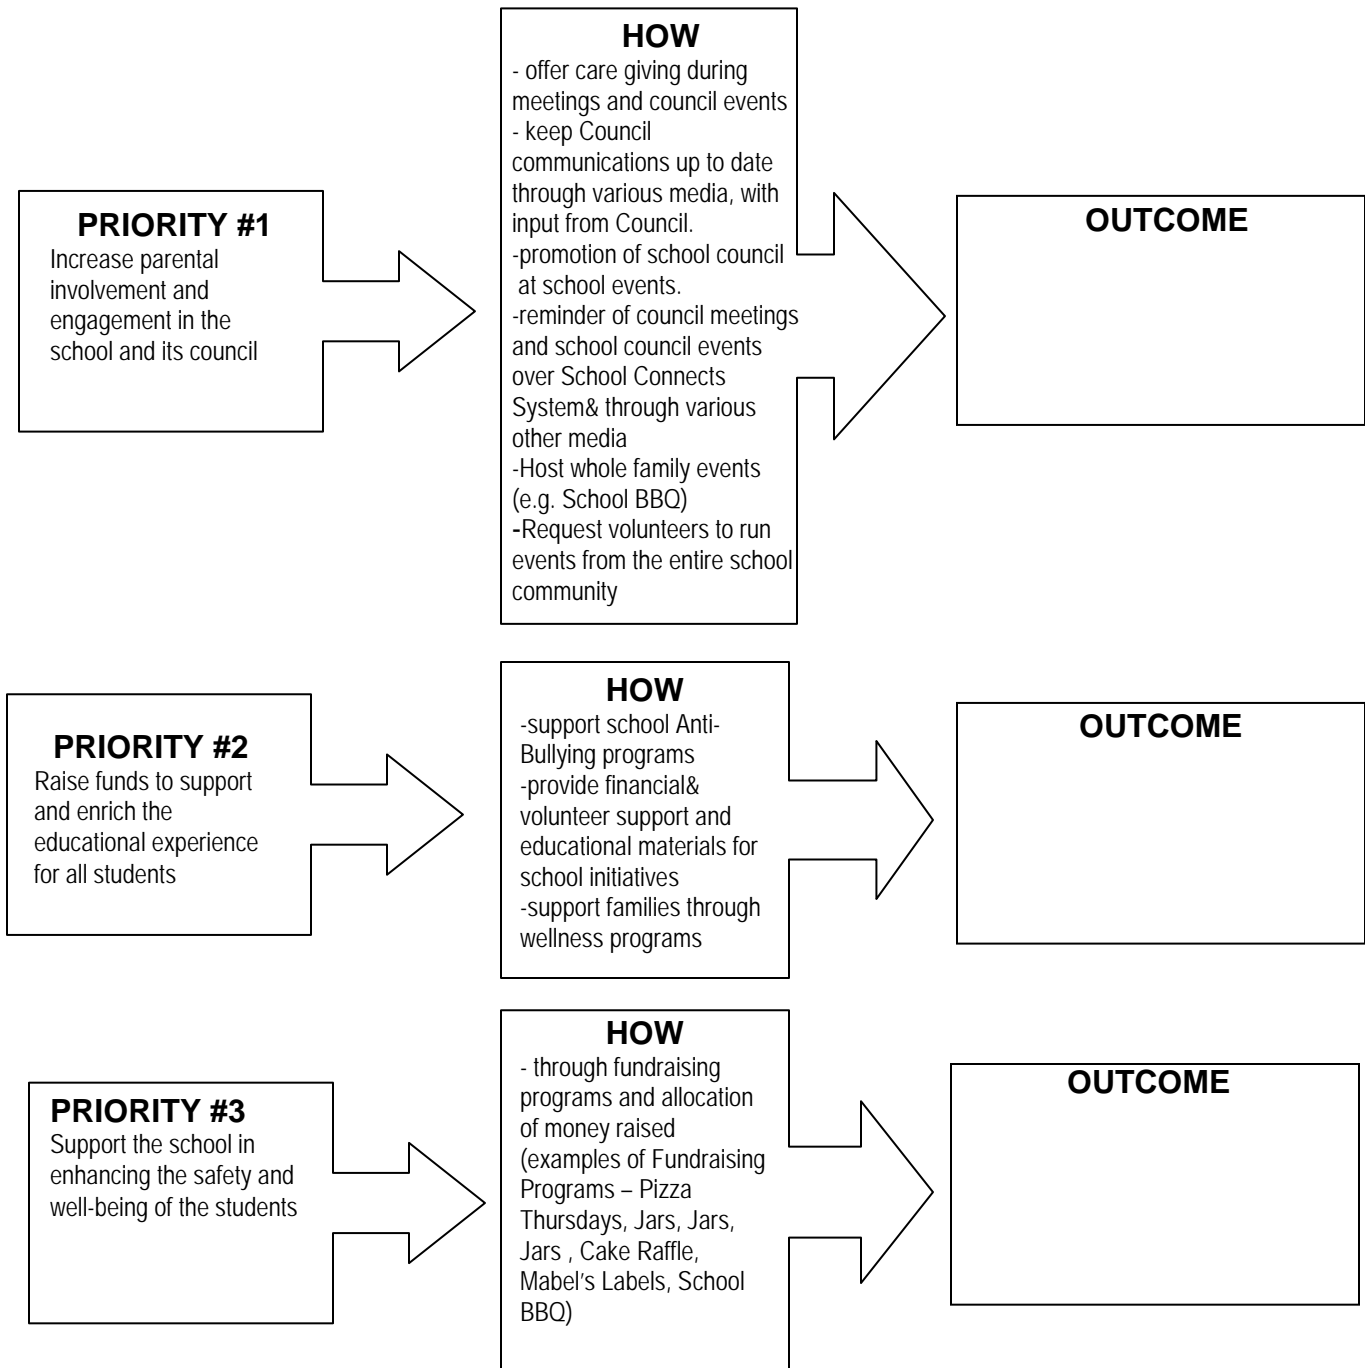 PRIORITY #1
Increase parental
involvement and
engagement in the
school and its council
HOW
- offer care giving during
meetings and council events
- keep Council
communications up to date
through various media, with
input from Council.
-promotion of school council
at school events.
-reminder of council meetings
and school council events
over School Connects
System& through various
other media
-Host whole family events
(e.g. School BBQ)
-Request volunteers to run
events from the entire school
community
OUTCOME
PRIORITY #2
Raise funds to support
and enrich the
educational experience
for all students
HOW
-support school Anti-
Bullying programs
-provide financial&
volunteer support and
educational materials for
school initiatives
-support families through
wellness programs
OUTCOME
PRIORITY #3
Support the school in
enhancing the safety and
well-being of the students
HOW
- through fundraising
programs and allocation
of money raised
(examples of Fundraising
Programs – Pizza
Thursdays, Jars, Jars,
Jars , Cake Raffle,
Mabel's Labels, School
BBQ)
OUTCOME